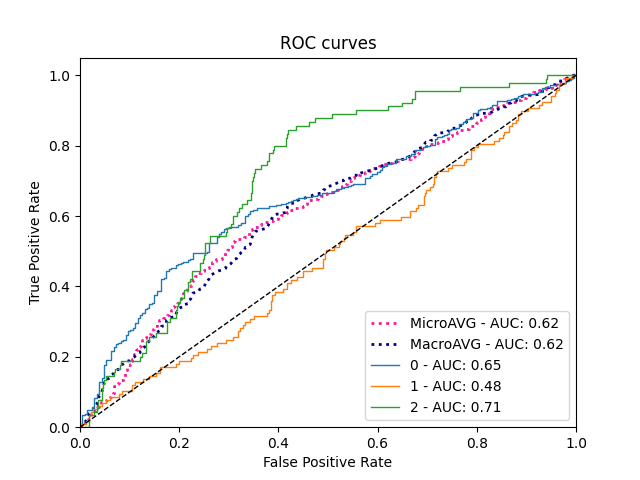 ROC curves
True Positive Rate
1.0
0.8
0.6
0.4
0.2
0.0
MicroAVG - AUC: 0.62
MacroAVG - AUC: 0.62
0 - AUC: 0.65
1 - AUC: 0.48
2 - AUC: 0.71
0.0 0.2 0.4 0.6 0.8 1.0
False Positive Rate